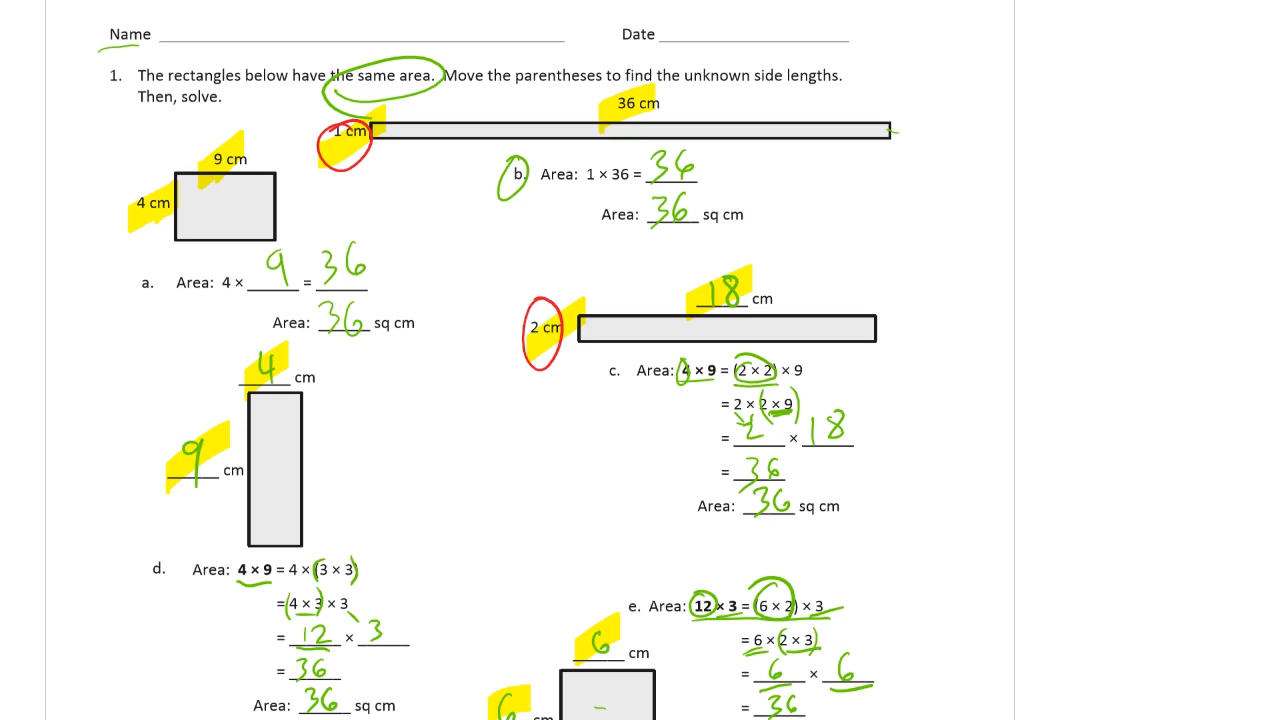 Name ____ Date ____
1. The rectangles below have the same area. Move the parentheses to find the unknown side lengths.
Then, solve.
36 cm
1 cm
9 cm
4 cm
b. Area: 1 × 36 = 36
Area: 36 sq cm
a. Area: 4 × 9 = 36
Area: 36 sq cm
18 cm
2 cm
4 cm
9 cm
c. Area: 4 × 9 = (2 × 2) × 9
= 2 × (2 × 9)
= 2 × 18
= 36
Area: 36 sq cm
d. Area: 4 × 9 = 4 × (3 × 3)
= (4 × 3) × 3
= 12 × 3
= 36
Area: 36 sq cm
e. Area: 12 × 3 = (6 × 2) × 3
= 6 × (2 × 3)
= 6 × 6
= 36
6 cm
6 cm